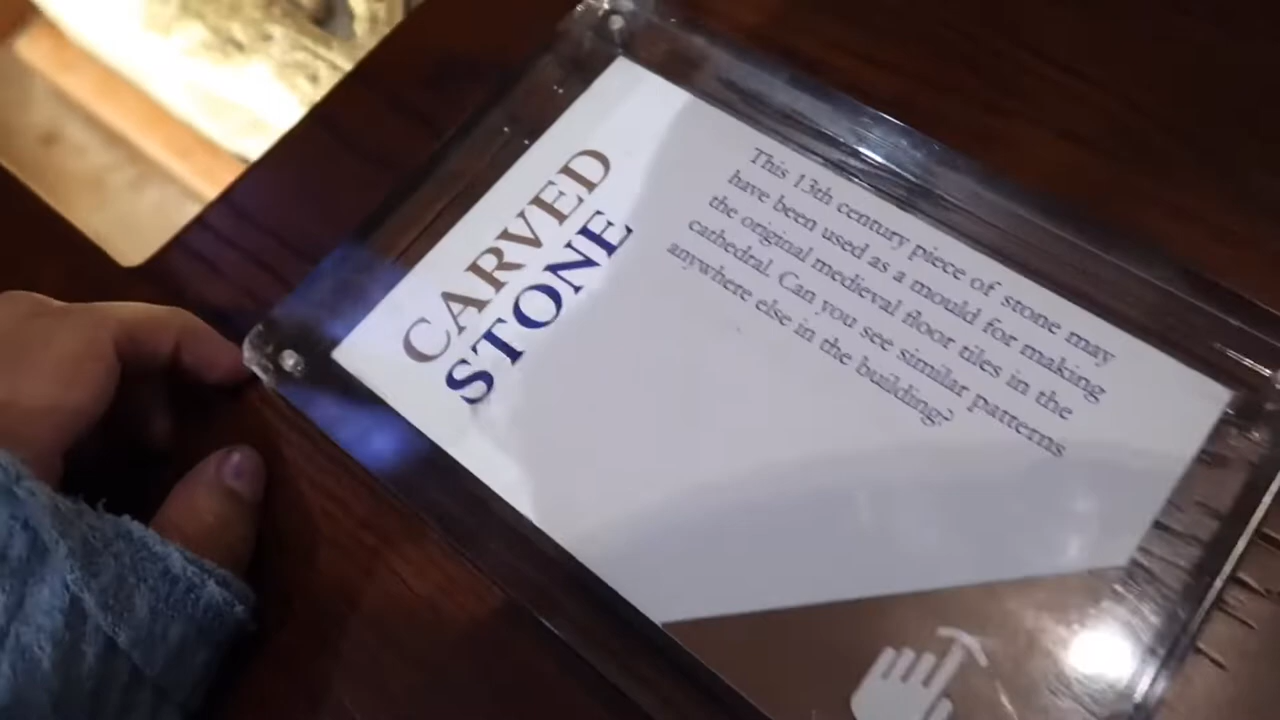 CARVED
STONE
This 13th century piece of stone may
have been used as a mould for making
the original medieval floor tiles in the
cathedral. Can you see similar patterns
anywhere else in the building?